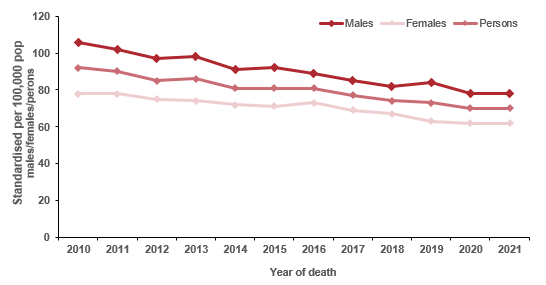 Males Females Persons
Standardised per 100,000 pop
males/females/perons
120
100
80
60
40
20
0
2010 2011 2012 2013 2014 2015 2016 2017 2018 2019 2020 2021
Year of death